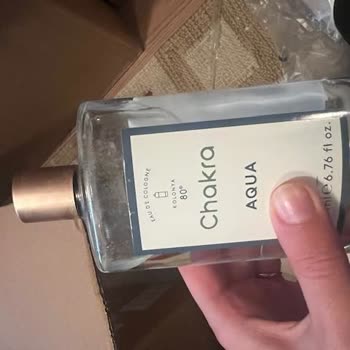 EAU DE COLOGNE
KOLONYA
80°
Chakra
AQUA
6.76 fl oz